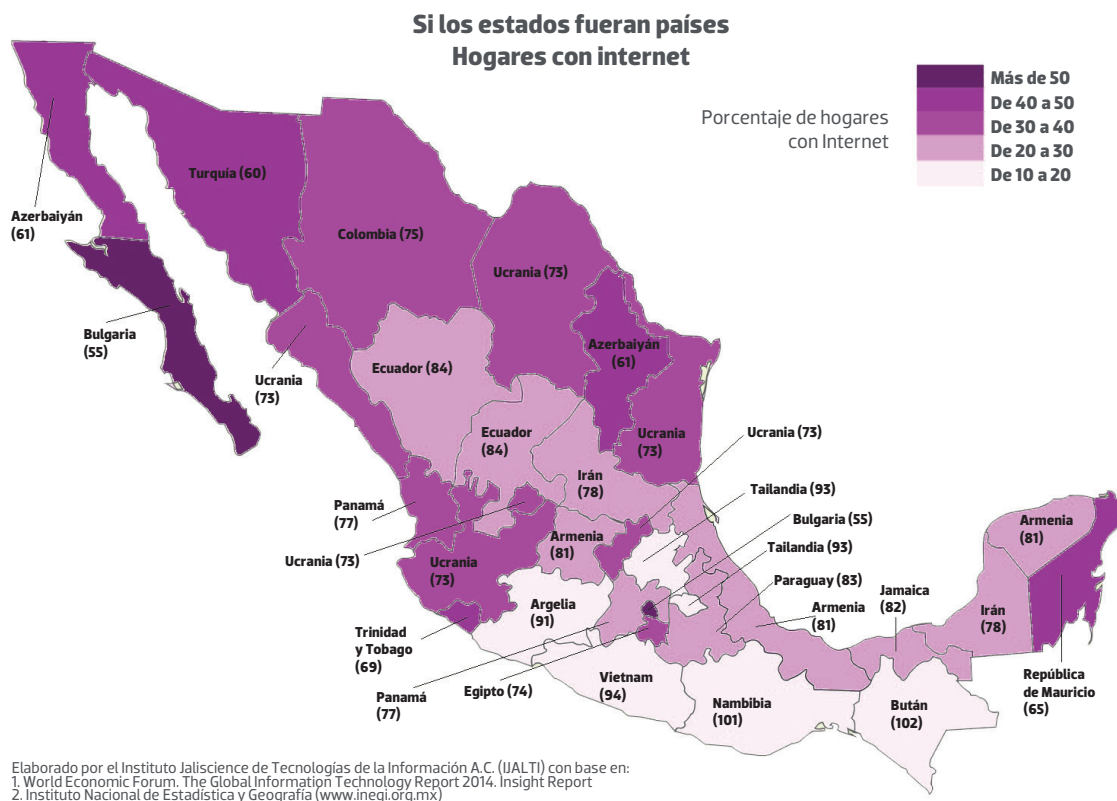 Si los estados fueran países
Hogares con internet
Porcentaje de hogares
con Internet
Más de 50
De 40 a 50
De 30 a 40
De 20 a 30
De 10 a 20
Turquía (60)
Azerbaiyán
(61)
Colombia (75)
Ucrania (73)
Bulgaria
(55)
Ucrania
(73)
Ecuador (84)
Azerbaiyán
(61)
Ecuador
(84)
Ucrania
(73)
Ucrania (73)
Irán
(78)
Tailandia (93)
Panamá
(77)
Bulgaria (55)
Ucrania (73)
Armenia
(81)
Tailandia (93)
Armenia
(81)
Ucrania
(73)
Paraguay (83)
Jamaica
(82)
Argelia
(91)
Armenia
(81)
Irán
(78)
Trinidad
y Tobago
(69)
Panamá
(77)
Egipto (74)
Vietnam
(94)
Nambibia
(101)
Bután
(102)
República
de Mauricio
(65)
Elaborado por el Instituto Jaliscience de Tecnologías de la Información A.C. (IJALTI) con base en:
1. World Economic Forum. The Global Information Technology Report 2014. Insight Report
2. Instituto Nacional de Estadística y Geografía (www.inegi.org.mx)